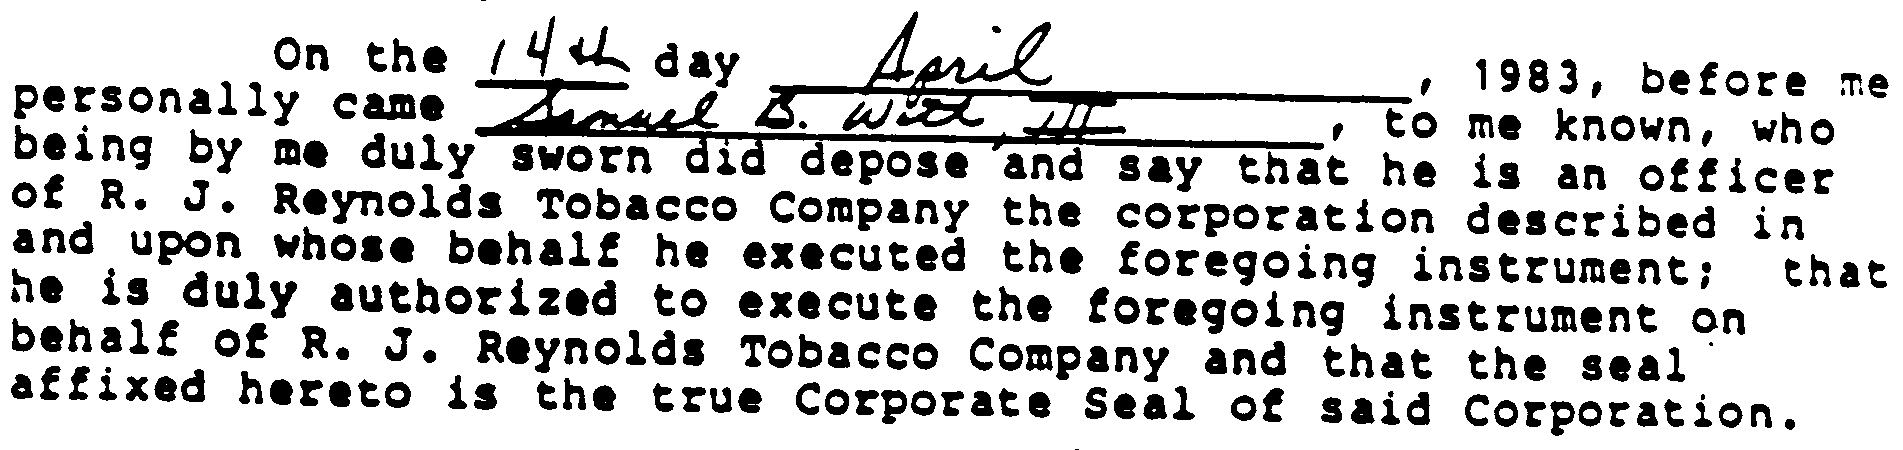 On the 14th day April, 1983, before me
personally came Samuel B. Witt, III, to me known, who
being by me duly sworn did depose and say that he is an officer
of R. J. Reynolds Tobacco Company the corporation described in
and upon whose behalf he executed the foregoing instrument; that
he is duly authorized to execute the foregoing instrument on
behalf of R. J. Reynolds Tobacco Company and that the seal
affixed hereto is the true Corporate Seal of said Corporation.